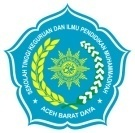 SEKOLAH TINGGI KEGURUAN DAN ILMU PENDIDIKAN MUHAMMADIYAH
ACEH BARAT DAYA